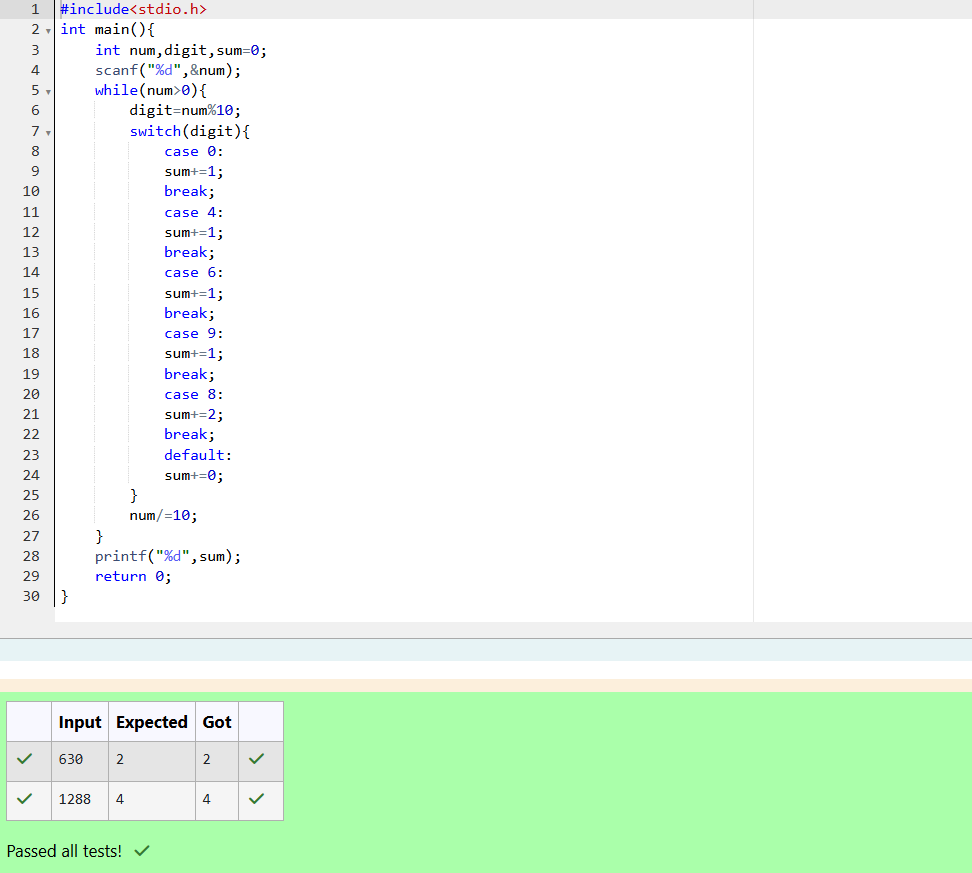 1 #include<stdio.h>
2 int main(){
3     int num,digit,sum=0;
4     scanf("%d",&num);
5     while(num>0){
6         digit=num%10;
7         switch(digit){
8             case 0:
9             sum+=1;
10             break;
11             case 4:
12             sum+=1;
13             break;
14             case 6:
15             sum+=1;
16             break;
17             case 9:
18             sum+=1;
19             break;
20             case 8:
21             sum+=2;
22             break;
23             default:
24             sum+=0;
25         }
26         num/=10;
27     }
28     printf("%d",sum);
29     return 0;
30 }
Input Expected Got
630 2 2
1288 4 4
Passed all tests!